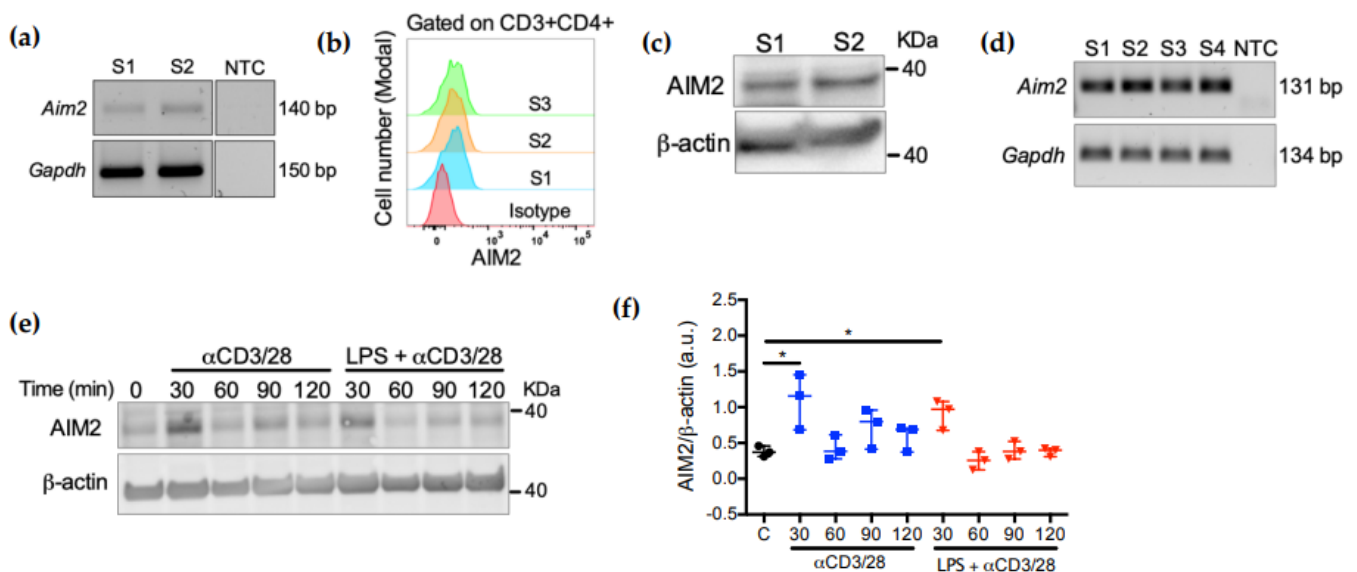 (a)
S1 S2 NTC
Aim2 140 bp
Gapdh 150 bp
(b)
Gated on CD3+CD4+
Cell number (Modal)
S3
S2
S1
Isotype
0 10³ 10⁴ 10⁵
AIM2
(c)
S1 S2 KDa
AIM2 40
β-actin 40
(d)
S1 S2 S3 S4 NTC
Aim2 131 bp
Gapdh 134 bp
(e)
αCD3/28 LPS + αCD3/28
Time (min) 0 30 60 90 120 30 60 90 120 KDa
AIM2 40
β-actin 40
(f)
AIM2/β-actin (a.u.)
2.5
2.0
1.5
1.0
0.5
0.0
-0.5
*
*
C 30 60 90 120 30 60 90 120
αCD3/28 LPS + αCD3/28